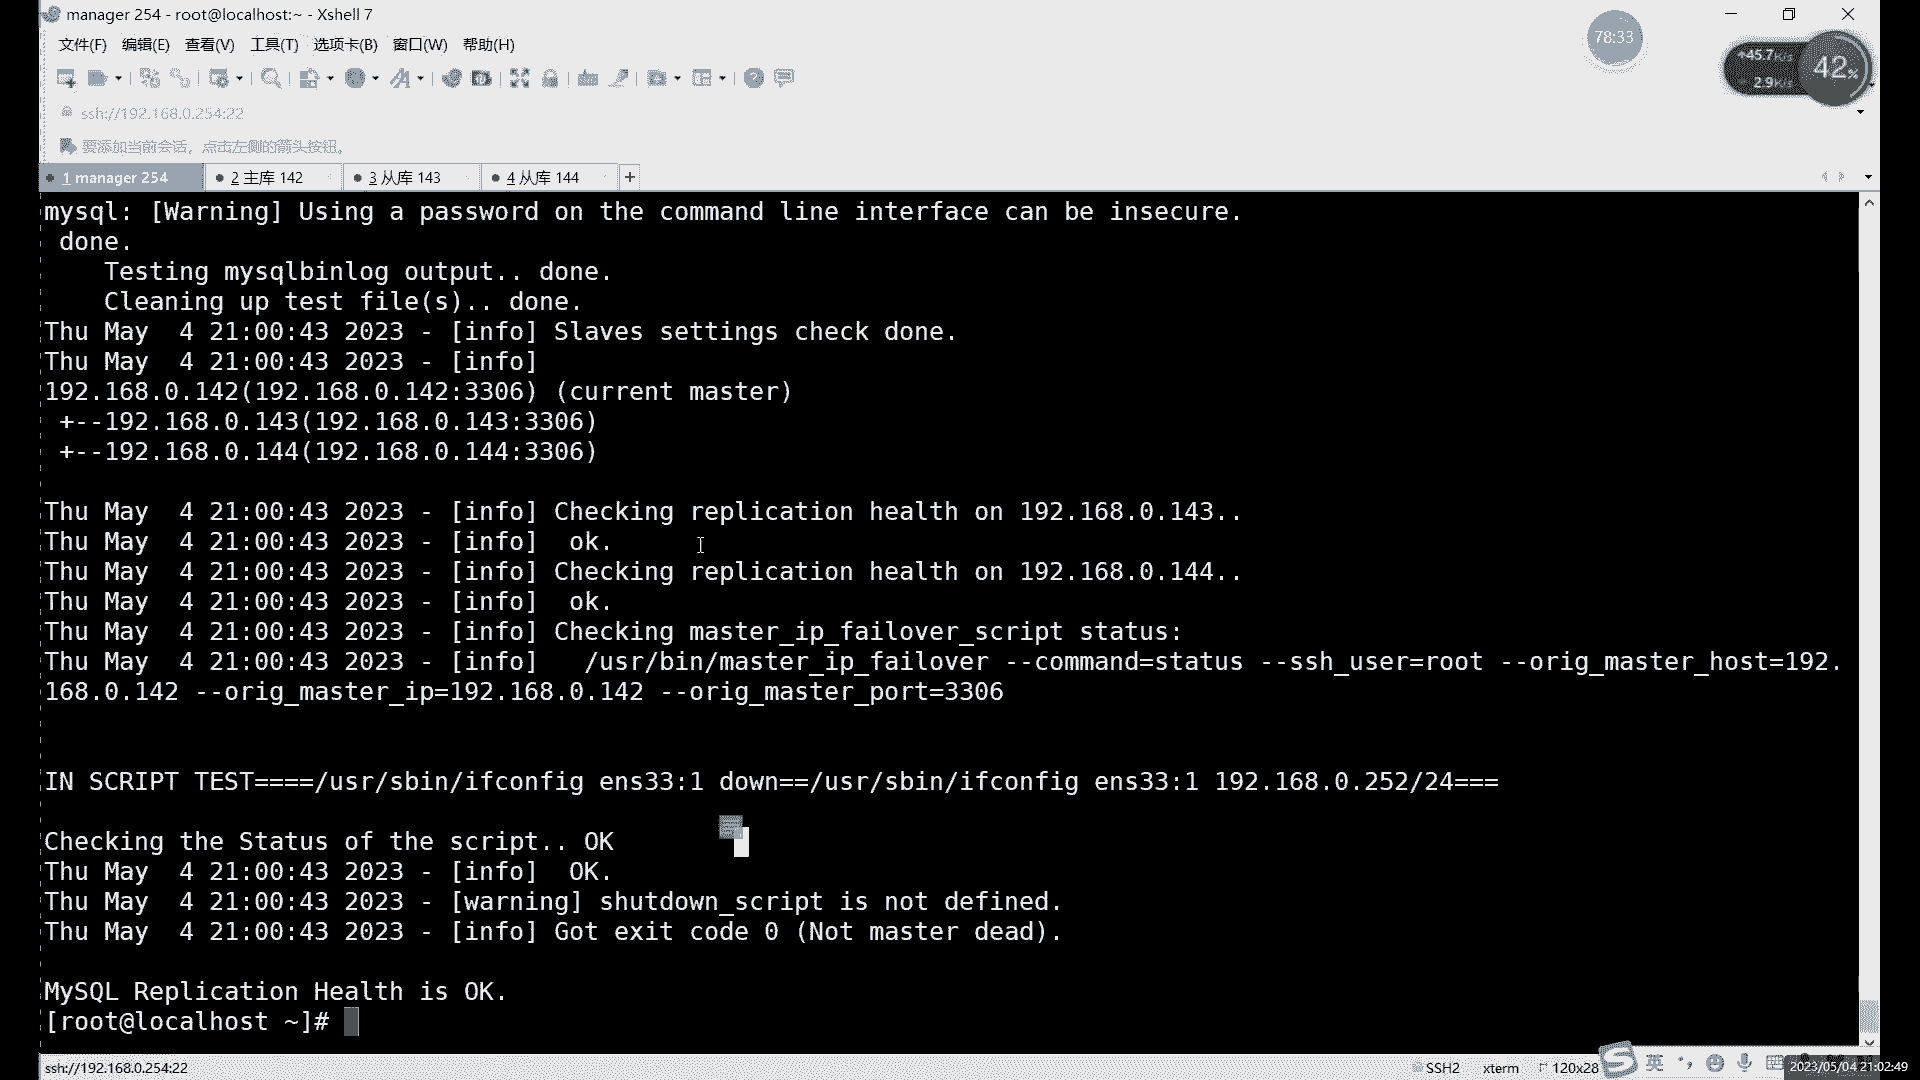 manager 254 - root@localhost:~ - Xshell 7
文件(F) 编辑(E) 查看(V) 工具(T) 选项卡(B) 窗口(W) 帮助(H)
78:33
45.7K/s
2.9K/s
42%
ssh://192.168.0.254:22
要添加当前会话，点击左侧的箭头按钮。
1 manager 254
2 主库 142
3 从库 143
4 从库 144
mysql: [Warning] Using a password on the command line interface can be insecure.
done.
Testing mysqlbinlog output.. done.
Cleaning up test file(s).. done.
Thu May  4 21:00:43 2023 - [info] Slaves settings check done.
Thu May  4 21:00:43 2023 - [info]
192.168.0.142(192.168.0.142:3306) (current master)
+--192.168.0.143(192.168.0.143:3306)
+--192.168.0.144(192.168.0.144:3306)
Thu May  4 21:00:43 2023 - [info] Checking replication health on 192.168.0.143..
Thu May  4 21:00:43 2023 - [info]  ok.
Thu May  4 21:00:43 2023 - [info] Checking replication health on 192.168.0.144..
Thu May  4 21:00:43 2023 - [info]  ok.
Thu May  4 21:00:43 2023 - [info] Checking master_ip_failover_script status:
Thu May  4 21:00:43 2023 - [info]   /usr/bin/master_ip_failover --command=status --ssh_user=root --orig_master_host=192.
168.0.142 --orig_master_ip=192.168.0.142 --orig_master_port=3306
IN SCRIPT TEST====/usr/sbin/ifconfig ens33:1 down==/usr/sbin/ifconfig ens33:1 192.168.0.252/24===
Checking the Status of the script.. OK
Thu May  4 21:00:43 2023 - [info]  OK.
Thu May  4 21:00:43 2023 - [warning] shutdown_script is not defined.
Thu May  4 21:00:43 2023 - [info] Got exit code 0 (Not master dead).
MySQL Replication Health is OK.
[root@localhost ~]#
ssh://192.168.0.254:22
SSH2
xterm
120x28
英
2023/05/04 21:02:49